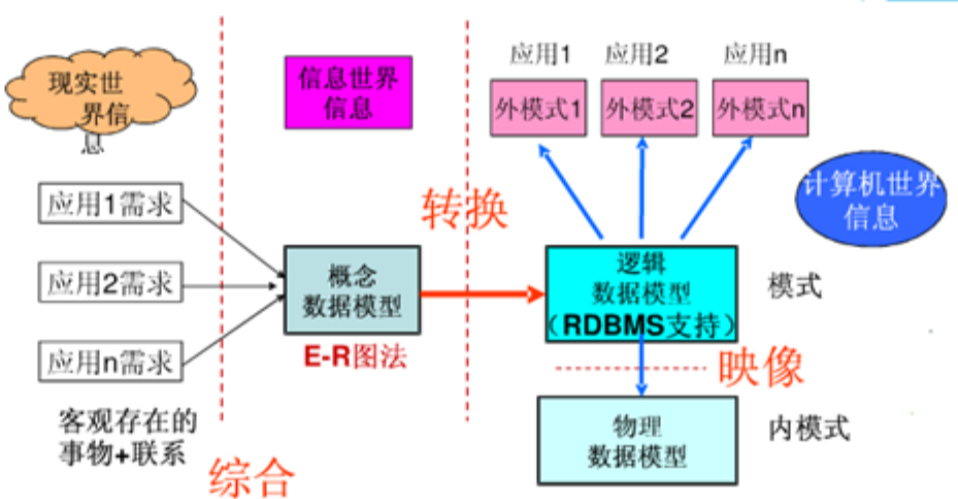 现实世
界信
息
应用1需求
应用2需求
应用n需求
客观存在的
事物+联系
综合
信息世界
信息
概念
数据模型
E-R图法
转换
应用1
应用2
应用n
外模式1
外模式2
外模式n
计算机世界
信息
逻辑
数据模型
（RDBMS支持）
模式
映像
物理
数据模型
内模式